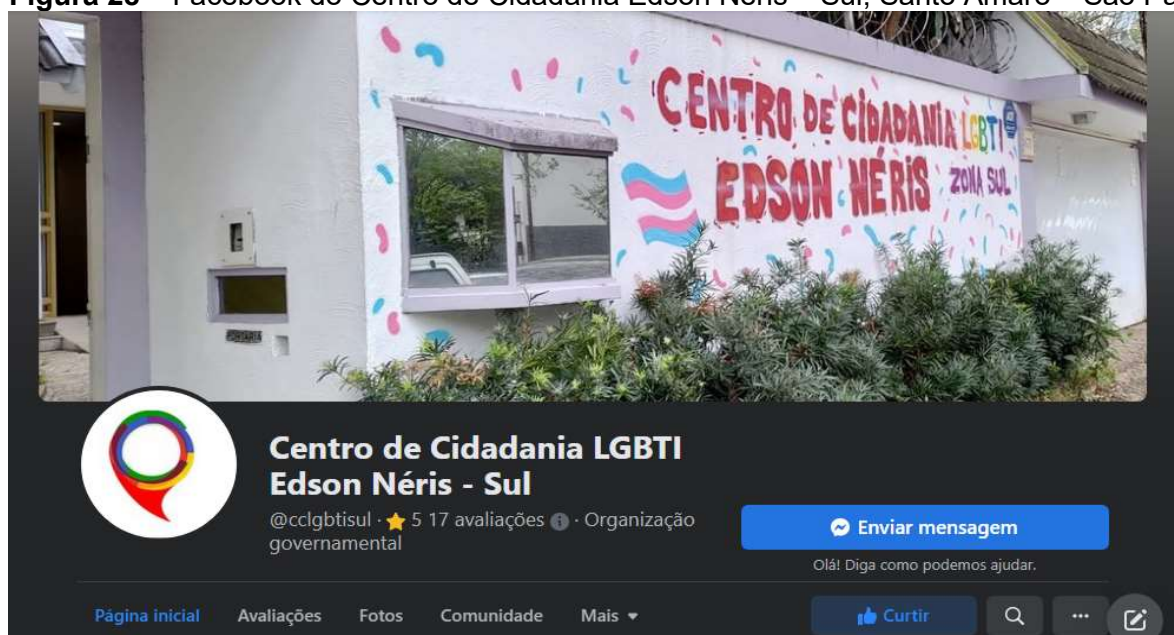 CENTRO DE CIDADANIA LGBTI
EDSON NÉRIS ZONA SUL
Centro de Cidadania LGBTI
Edson Néris - Sul
@cclgbtisul · 5 17 avaliações · Organização
governamental
Enviar mensagem
Olá! Diga como podemos ajudar.
Página inicial Avaliações Fotos Comunidade Mais Curtir